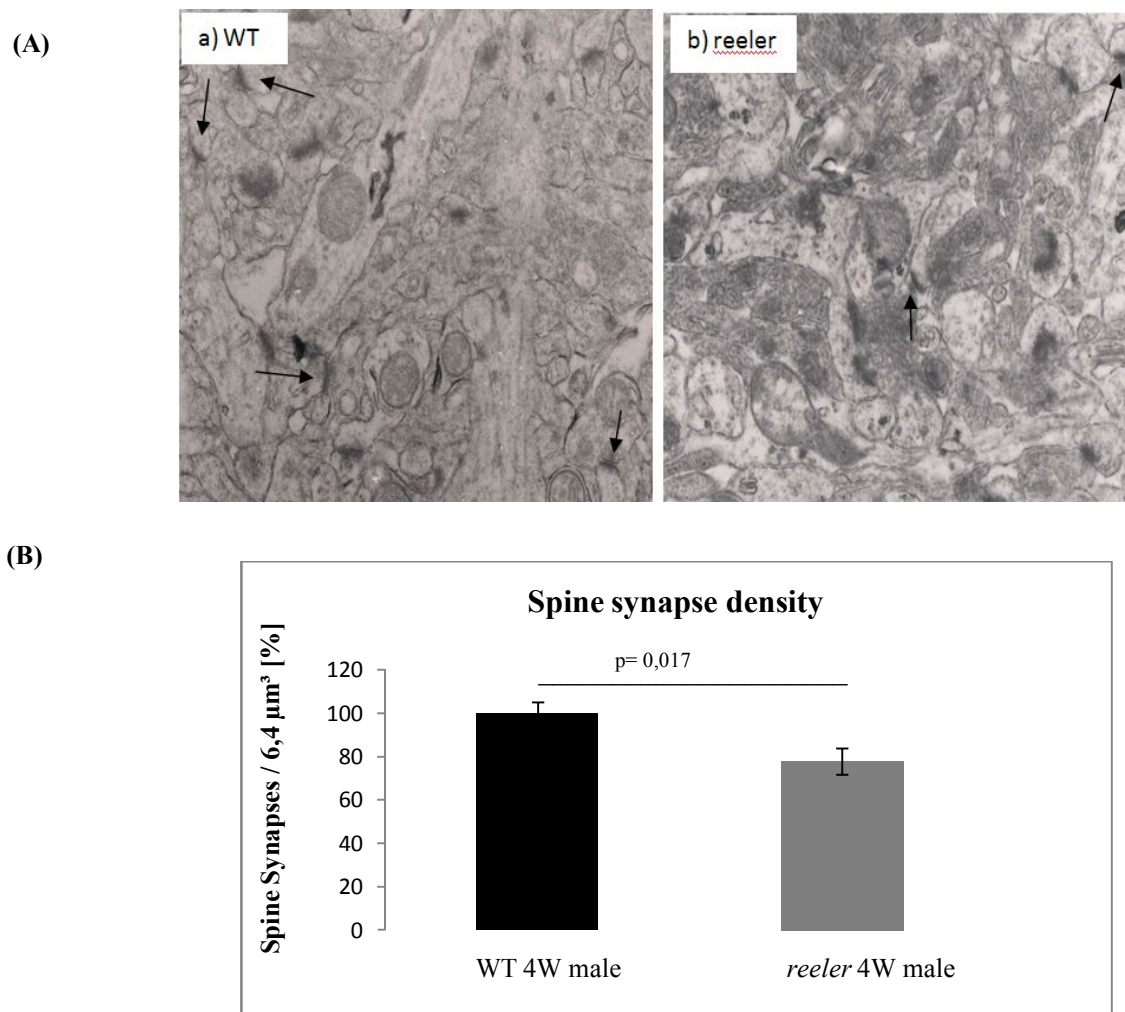 (A)
a) WT
b) reeler
(B)
Spine synapse density
Spine Synapses / 6,4 µm³ [%]
p= 0,017
120
100
80
60
40
20
0
WT 4W male
reeler 4W male